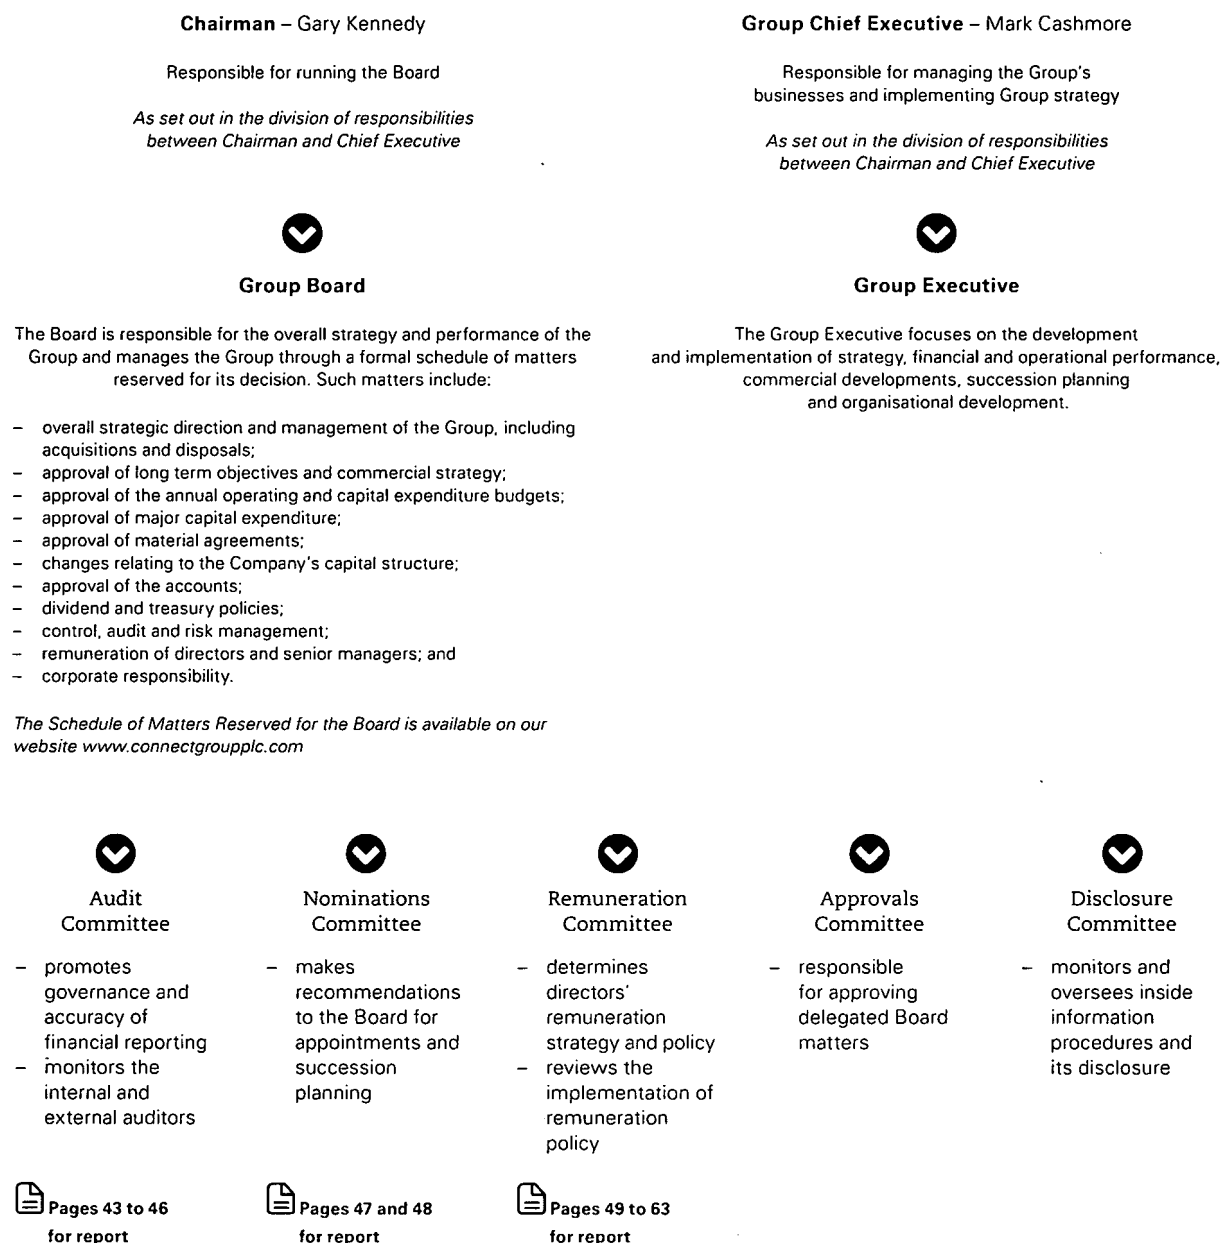 Chairman – Gary Kennedy
Responsible for running the Board
As set out in the division of responsibilities
between Chairman and Chief Executive
Group Chief Executive – Mark Cashmore
Responsible for managing the Group's
businesses and implementing Group strategy
As set out in the division of responsibilities
between Chairman and Chief Executive
Group Board
The Board is responsible for the overall strategy and performance of the
Group and manages the Group through a formal schedule of matters
reserved for its decision. Such matters include:
– overall strategic direction and management of the Group, including
acquisitions and disposals;
– approval of long term objectives and commercial strategy;
– approval of the annual operating and capital expenditure budgets;
– approval of major capital expenditure;
– approval of material agreements;
– changes relating to the Company's capital structure;
– approval of the accounts;
– dividend and treasury policies;
– control, audit and risk management;
– remuneration of directors and senior managers; and
– corporate responsibility.
The Schedule of Matters Reserved for the Board is available on our
website www.connectgroupplc.com
Group Executive
The Group Executive focuses on the development
and implementation of strategy, financial and operational performance,
commercial developments, succession planning
and organisational development.
Audit
Committee
– promotes
governance and
accuracy of
financial reporting
– monitors the
internal and
external auditors
Pages 43 to 46
for report
Nominations
Committee
– makes
recommendations
to the Board for
appointments and
succession
planning
Pages 47 and 48
for report
Remuneration
Committee
– determines
directors'
remuneration
strategy and policy
– reviews the
implementation of
remuneration
policy
Pages 49 to 63
for report
Approvals
Committee
– responsible
for approving
delegated Board
matters
Disclosure
Committee
– monitors and
oversees inside
information
procedures and
its disclosure